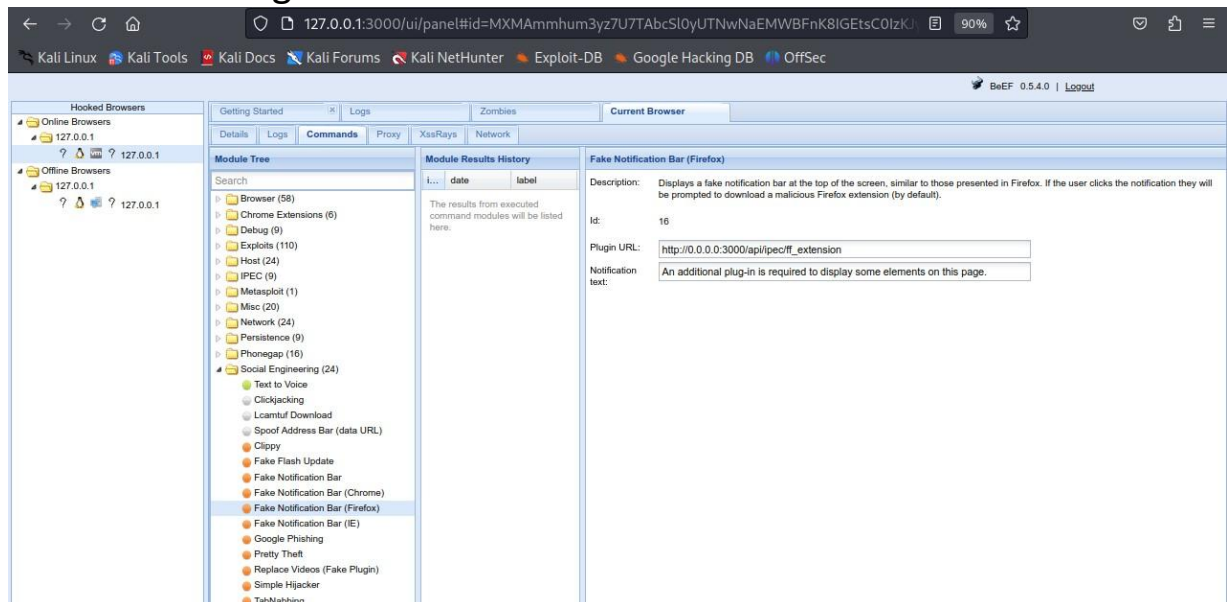 127.0.0.1:3000/ui/panel#id=MXMAmmhum3yz7U7TAbcSl0yUTNwNaEMWBFnK8IGEtsC0IzKJ
90%
Kali Linux Kali Tools Kali Docs Kali Forums Kali NetHunter Exploit-DB Google Hacking DB OffSec
BeEF 0.5.4.0 | Logout
Hooked Browsers
Online Browsers
127.0.0.1
? ? 127.0.0.1
Offline Browsers
127.0.0.1
? ? 127.0.0.1
Getting Started Logs Zombies Current Browser
Details Logs Commands Proxy XssRays Network
Module Tree
Search
Browser (58)
Chrome Extensions (6)
Debug (9)
Exploits (110)
Host (24)
IPEC (9)
Metasploit (1)
Misc (20)
Network (24)
Persistence (9)
Phonegap (16)
Social Engineering (24)
Text to Voice
Clickjacking
Lcamtuf Download
Spoof Address Bar (data URL)
Clippy
Fake Flash Update
Fake Notification Bar
Fake Notification Bar (Chrome)
Fake Notification Bar (Firefox)
Fake Notification Bar (IE)
Google Phishing
Pretty Theft
Replace Videos (Fake Plugin)
Simple Hijacker
TabNabbing
Module Results History
i... date label
The results from executed
command modules will be listed
here.
Fake Notification Bar (Firefox)
Description: Displays a fake notification bar at the top of the screen, similar to those presented in Firefox. If the user clicks the notification they will
be prompted to download a malicious Firefox extension (by default).
Id: 16
Plugin URL: http://0.0.0.0:3000/api/ipec/ff_extension
Notification text: An additional plug-in is required to display some elements on this page.